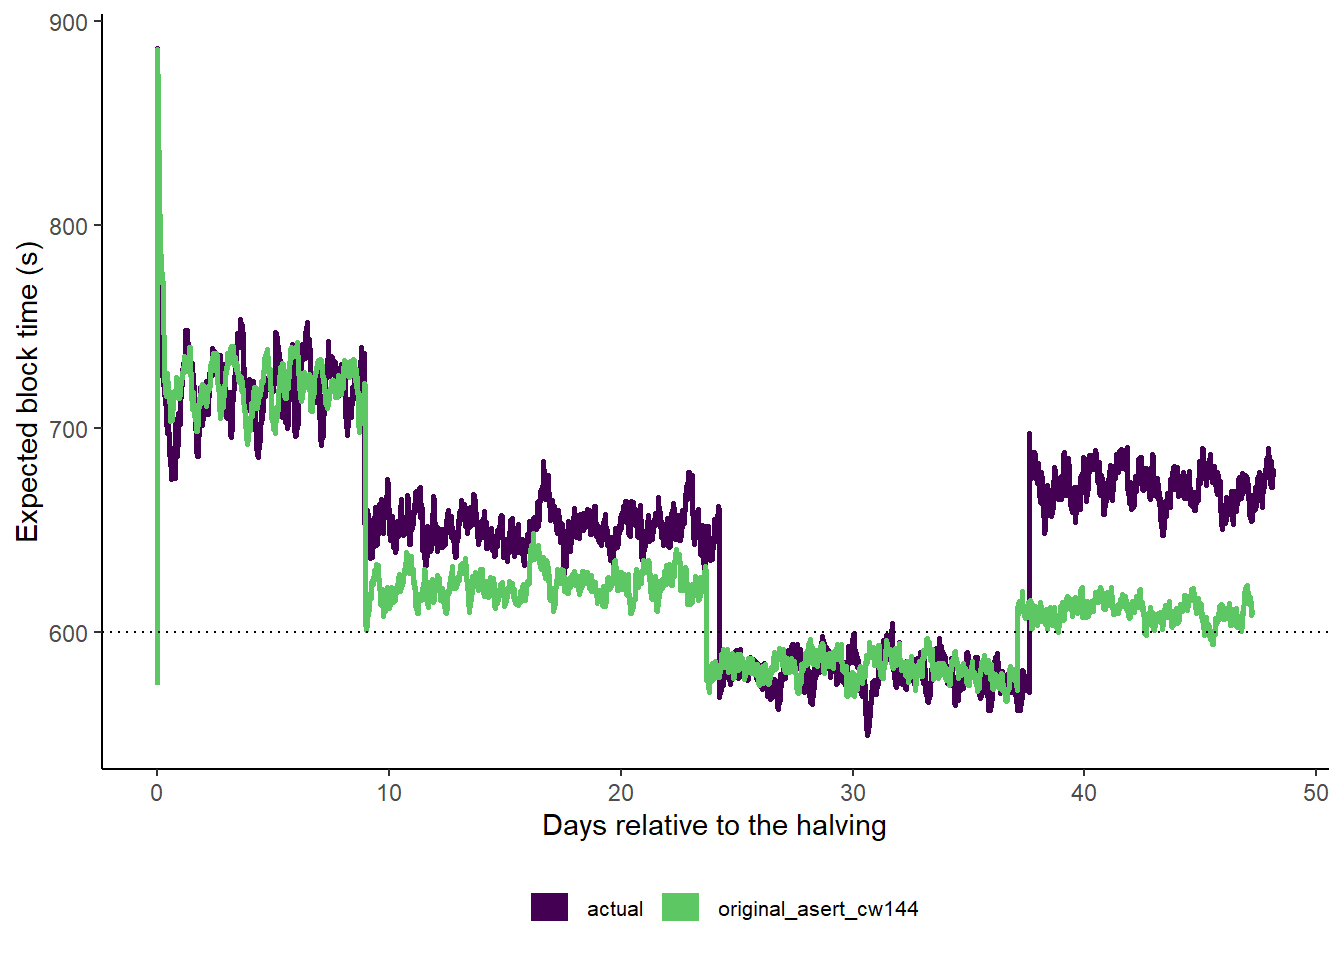 Expected block time (s)
900
800
700
600
0 10 20 30 40 50
Days relative to the halving
actual original_asert_cw144